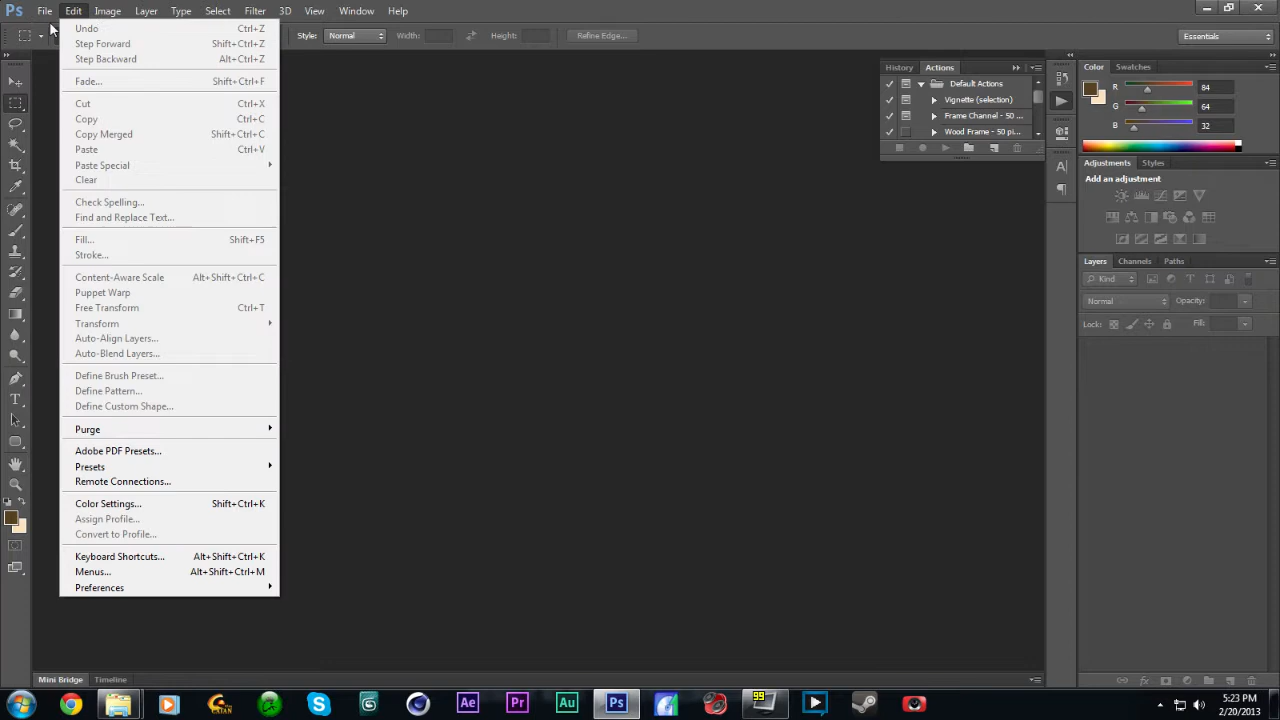 Ps File Edit Image Layer Type Select Filter 3D View Window Help
Style: Normal Width: Height: Refine Edge... Essentials
Undo Ctrl+Z
Step Forward Shift+Ctrl+Z
Step Backward Alt+Ctrl+Z
Fade... Shift+Ctrl+F
Cut Ctrl+X
Copy Ctrl+C
Copy Merged Shift+Ctrl+C
Paste Ctrl+V
Paste Special
Clear
Check Spelling...
Find and Replace Text...
Fill... Shift+F5
Stroke...
Content-Aware Scale Alt+Shift+Ctrl+C
Puppet Warp
Free Transform Ctrl+T
Transform
Auto-Align Layers...
Auto-Blend Layers...
Define Brush Preset...
Define Pattern...
Define Custom Shape...
Purge
Adobe PDF Presets...
Presets
Remote Connections...
Color Settings... Shift+Ctrl+K
Assign Profile...
Convert to Profile...
Keyboard Shortcuts... Alt+Shift+Ctrl+K
Menus... Alt+Shift+Ctrl+M
Preferences
History Actions
Default Actions
Vignette (selection)
Frame Channel - 50 ...
Wood Frame - 50 pi...
Color Swatches
R 84
G 64
B 32
Adjustments Styles
Add an adjustment
Layers Channels Paths
Kind
Normal Opacity:
Lock: Fill:
Mini Bridge Timeline
Ae Pr Au Ps 99
5:23 PM
2/20/2013